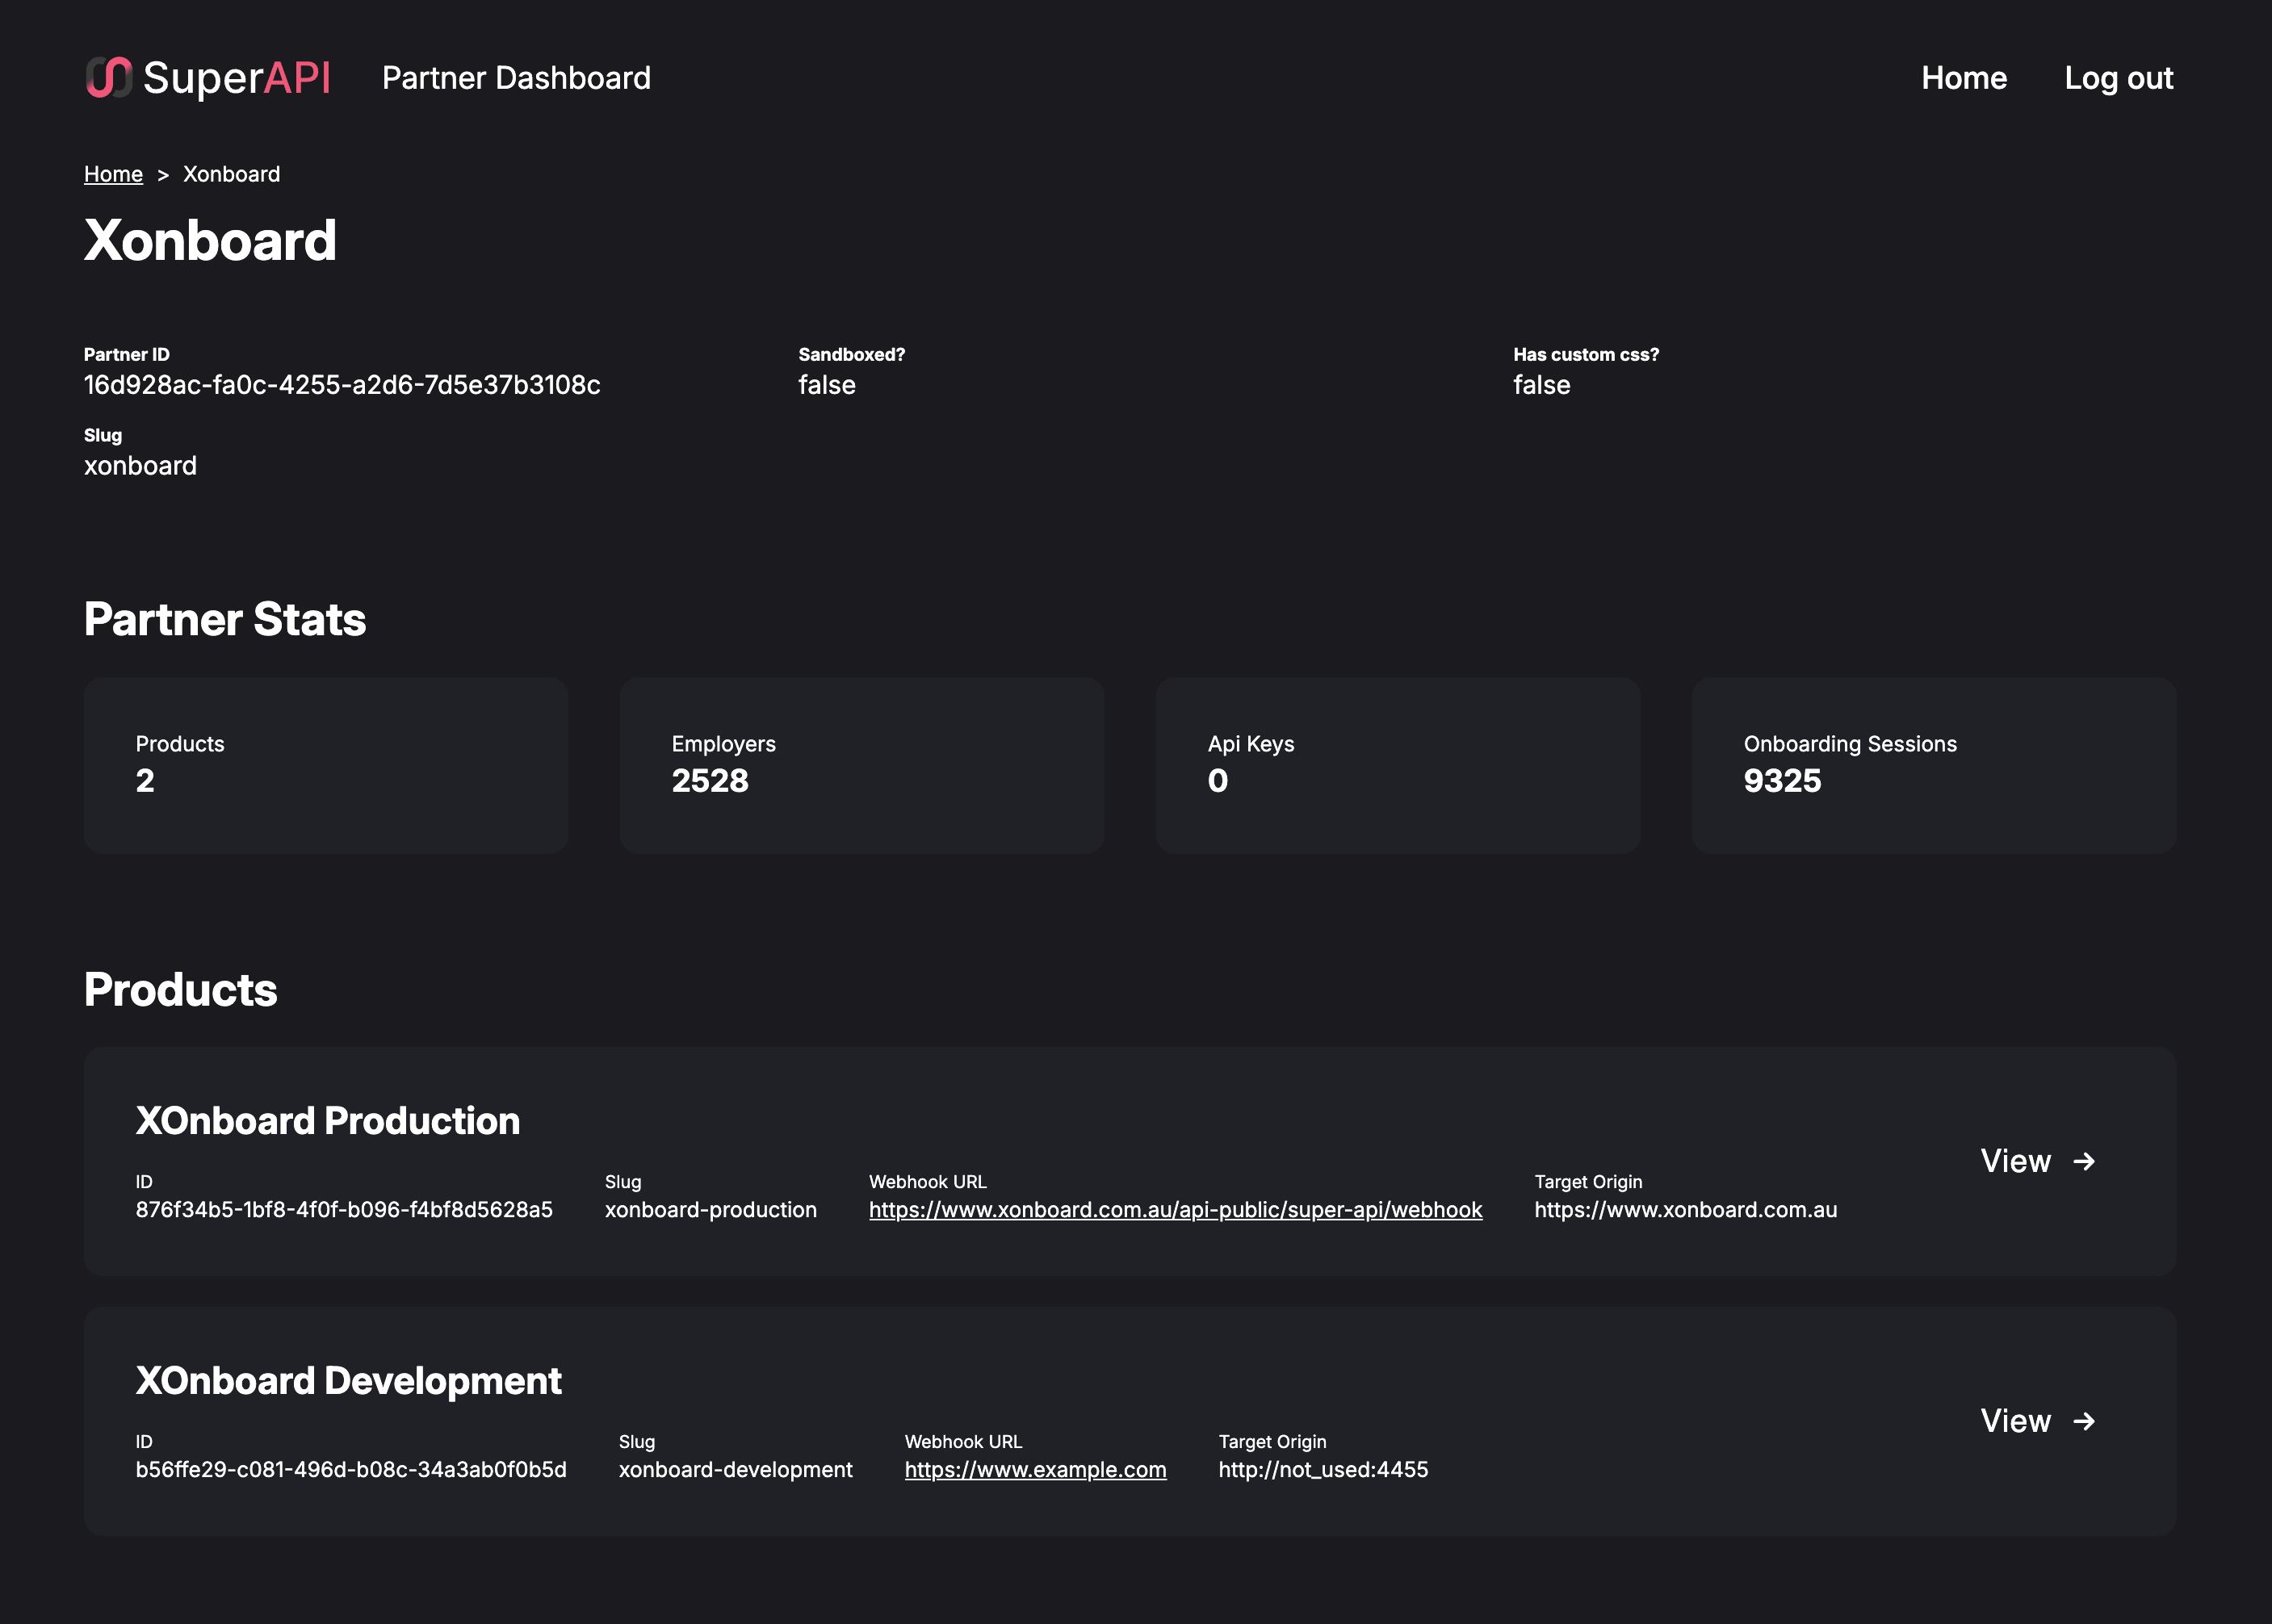 SuperAPI Partner Dashboard Home Log out
Home > Xonboard
Xonboard
Partner ID Sandboxed? Has custom css?
16d928ac-fa0c-4255-a2d6-7d5e37b3108c false false
Slug
xonboard
Partner Stats
Products Employers Api Keys Onboarding Sessions
2 2528 0 9325
Products
XOnboard Production
View →
ID Slug Webhook URL Target Origin
876f34b5-1bf8-4f0f-b096-f4bf8d5628a5 xonboard-production https://www.xonboard.com.au/api-public/super-api/webhook https://www.xonboard.com.au
XOnboard Development
View →
ID Slug Webhook URL Target Origin
b56ffe29-c081-496d-b08c-34a3ab0f0b5d xonboard-development https://www.example.com http://not_used:4455